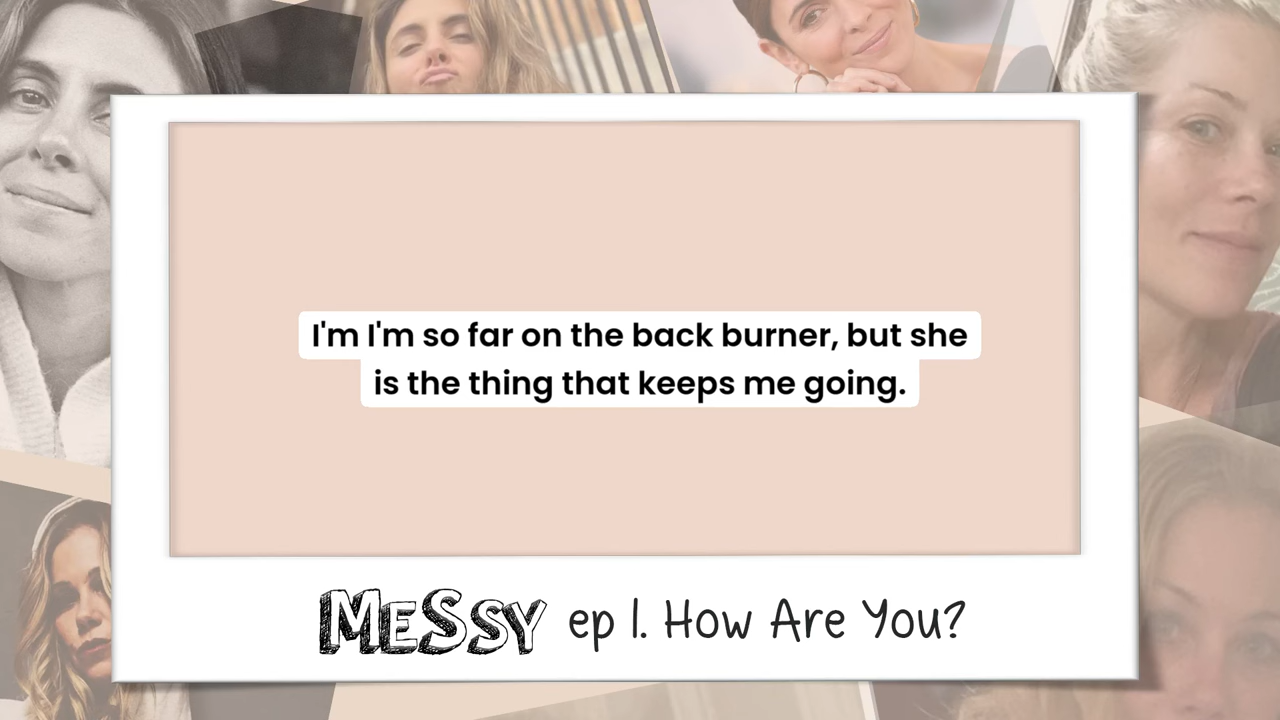 I'm I'm so far on the back burner, but she
is the thing that keeps me going.
MESSY ep 1. How Are You?